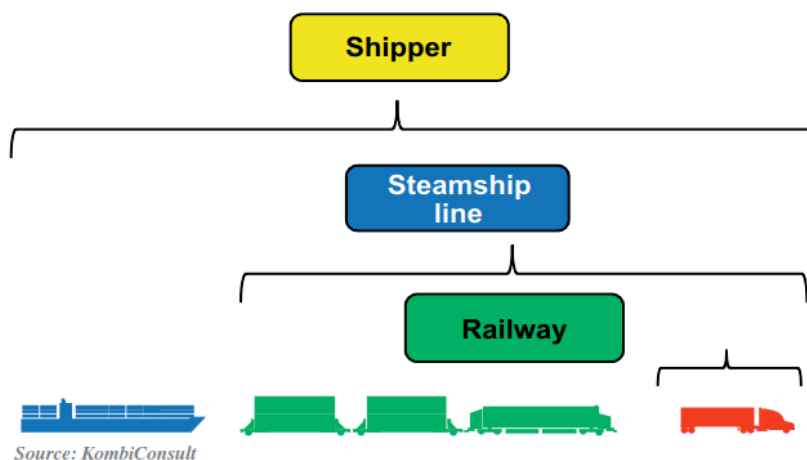 Shipper
Steamship
line
Railway
Source: KombiConsult